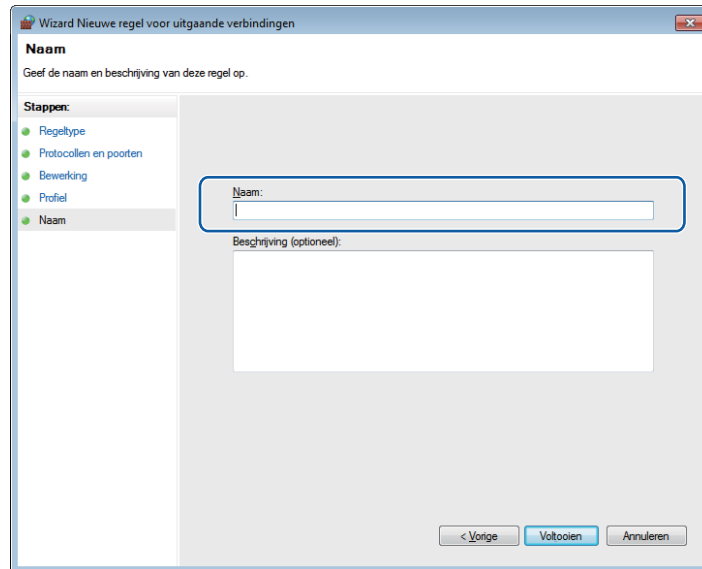 Wizard Nieuwe regel voor uitgaande verbindingen
Naam
Geef de naam en beschrijving van deze regel op.
Stappen:
Regeltype
Protocollen en poorten
Bewerking
Profiel
Naam
Naam:
Beschrijving (optioneel):
< Vorige
Voltooien
Annuleren